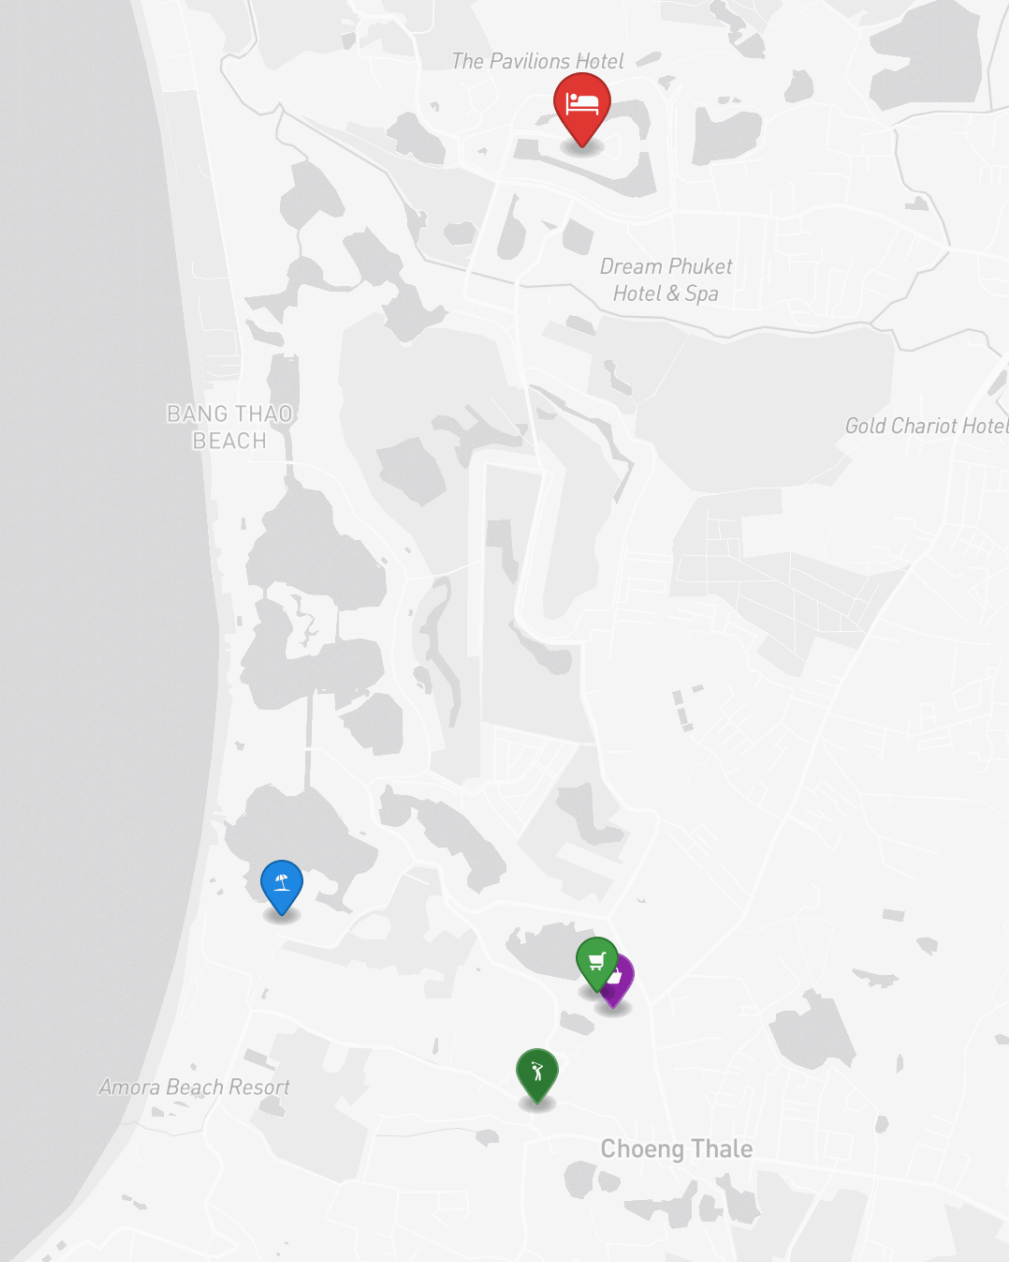 The Pavilions Hotel
Dream Phuket
Hotel & Spa
BANG THAO
BEACH
Gold Chariot Hotel
Amora Beach Resort
Choeng Thale